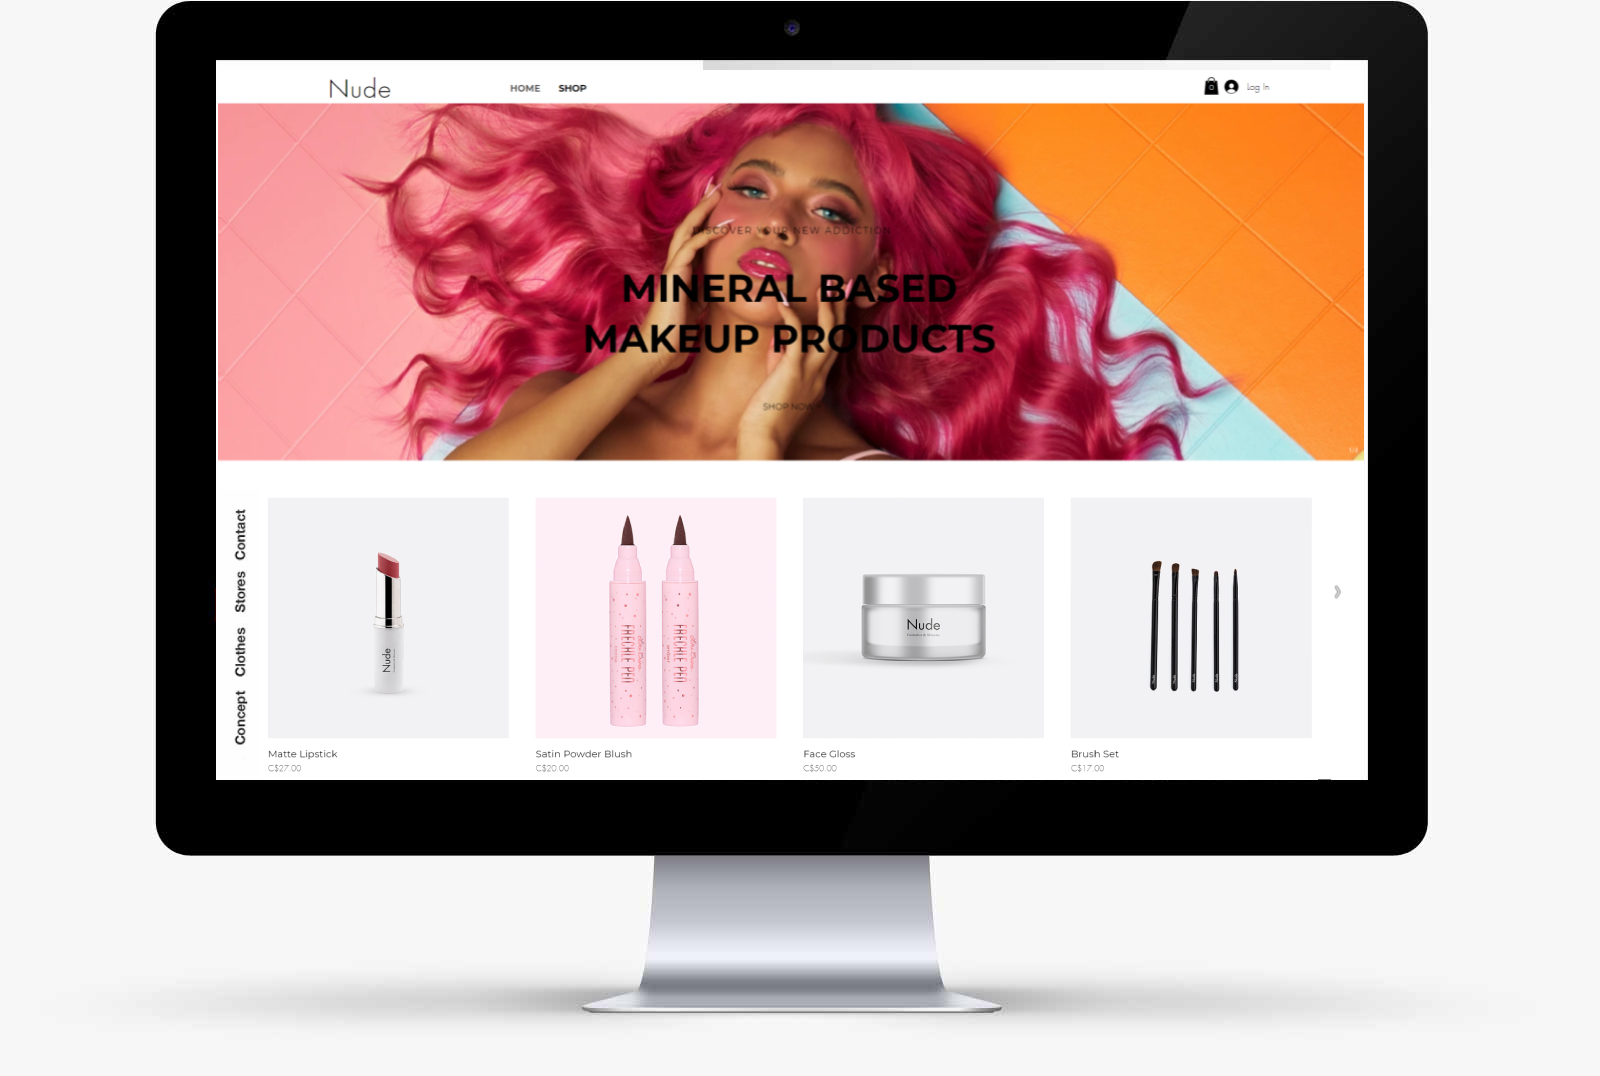 Nude
HOME SHOP
0 Log In
DISCOVER YOUR NEW ADDICTION
MINERAL BASED
MAKEUP PRODUCTS
SHOP NOW
1/4
Contact
Stores
Clothes
Concept
Nude
FRECKLE PEN
FRECKLE PEN
Nude
Matte Lipstick
C$27.00
Satin Powder Blush
C$20.00
Face Gloss
C$50.00
Brush Set
C$17.00